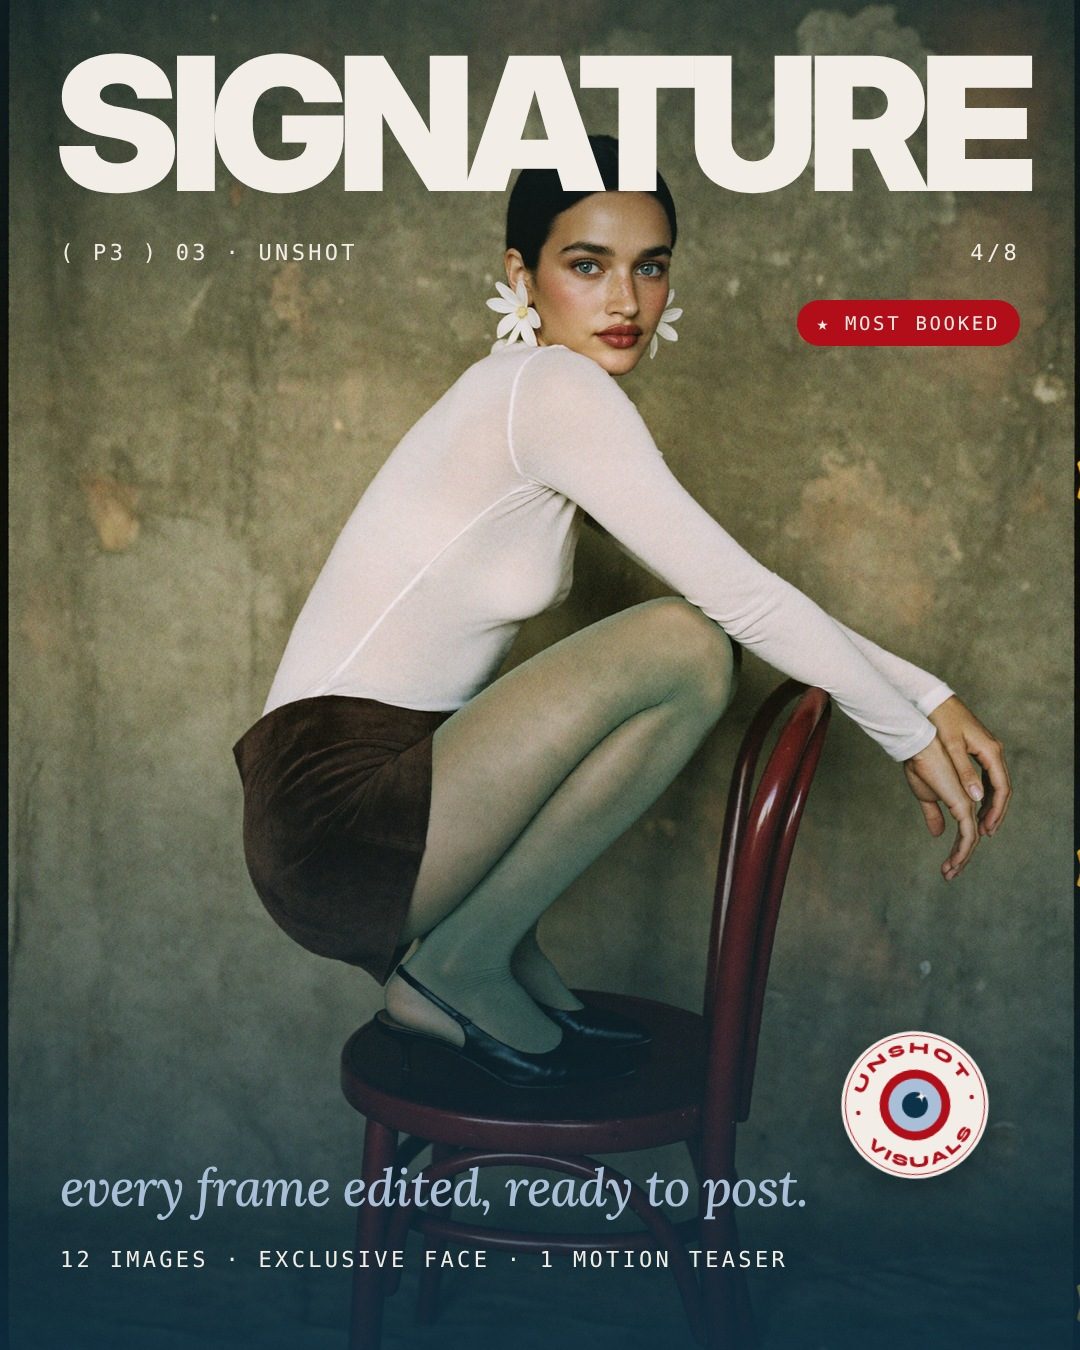 SIGNATURE
( P3 ) 03 · UNSHOT
4/8
★ MOST BOOKED
UNSHOT
VISUALS
every frame edited, ready to post.
12 IMAGES · EXCLUSIVE FACE · 1 MOTION TEASER